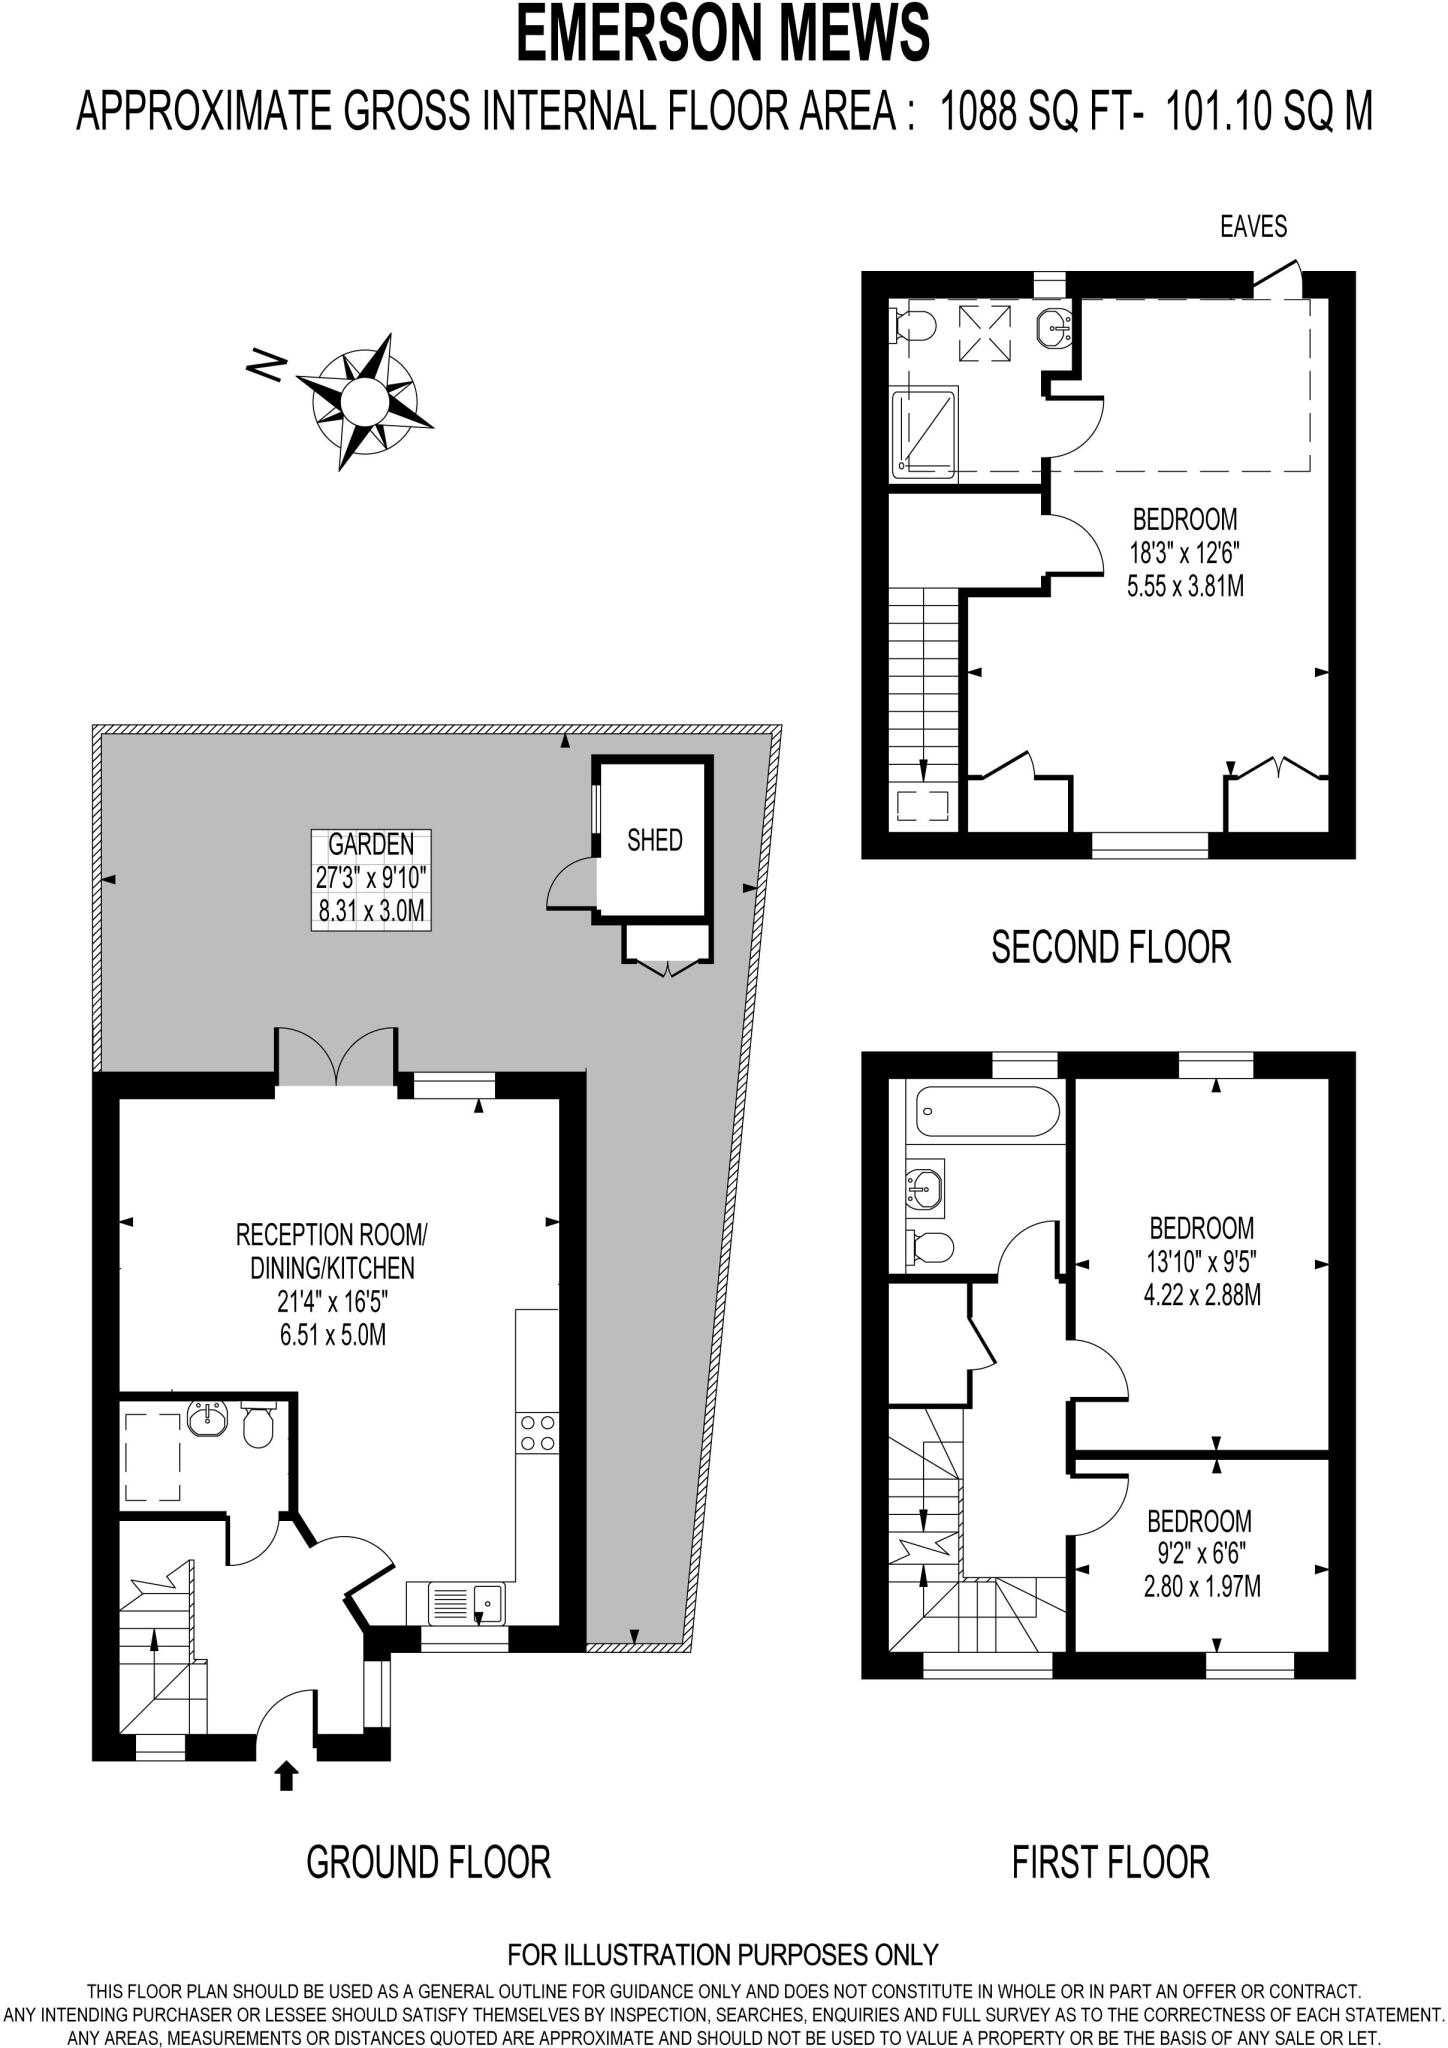 EMERSON MEWS
APPROXIMATE GROSS INTERNAL FLOOR AREA : 1088 SQ FT- 101.10 SQ M
EAVES
N
BEDROOM
18'3" x 12'6"
5.55 x 3.81M
SECOND FLOOR
GARDEN
27'3" x 9'10"
8.31 x 3.0M
SHED
RECEPTION ROOM/
DINING/KITCHEN
21'4" x 16'5"
6.51 x 5.0M
BEDROOM
13'10" x 9'5"
4.22 x 2.88M
BEDROOM
9'2" x 6'6"
2.80 x 1.97M
GROUND FLOOR
FIRST FLOOR
FOR ILLUSTRATION PURPOSES ONLY
THIS FLOOR PLAN SHOULD BE USED AS A GENERAL OUTLINE FOR GUIDANCE ONLY AND DOES NOT CONSTITUTE IN WHOLE OR IN PART AN OFFER OR CONTRACT.
ANY INTENDING PURCHASER OR LESSEE SHOULD SATISFY THEMSELVES BY INSPECTION, SEARCHES, ENQUIRIES AND FULL SURVEY AS TO THE CORRECTNESS OF EACH STATEMENT.
ANY AREAS, MEASUREMENTS OR DISTANCES QUOTED ARE APPROXIMATE AND SHOULD NOT BE USED TO VALUE A PROPERTY OR BE THE BASIS OF ANY SALE OR LET.